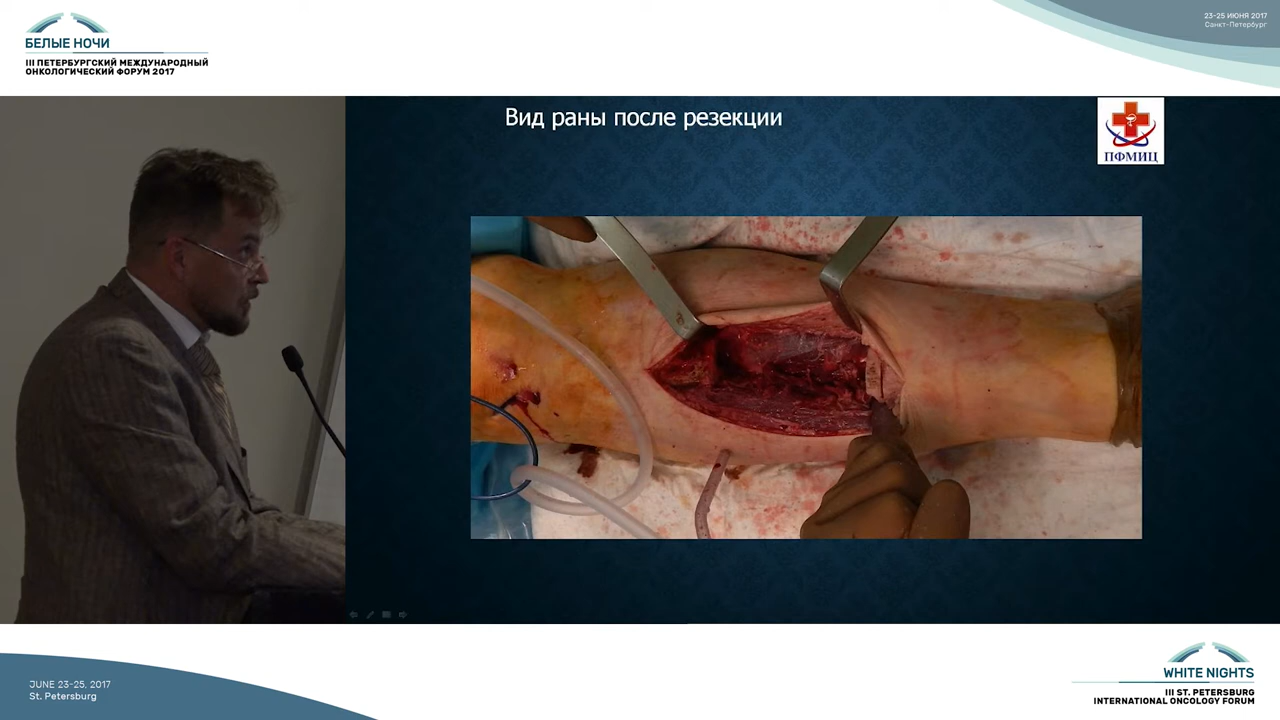 БЕЛЫЕ НОЧИ
III ПЕТЕРБУРГСКИЙ МЕЖДУНАРОДНЫЙ
ОНКОЛОГИЧЕСКИЙ ФОРУМ 2017
23-25 ИЮНЯ 2017
Санкт-Петербург
Вид раны после резекции
ПФМИЦ
JUNE 23-25, 2017
St. Petersburg
WHITE NIGHTS
III ST. PETERSBURG
INTERNATIONAL ONCOLOGY FORUM